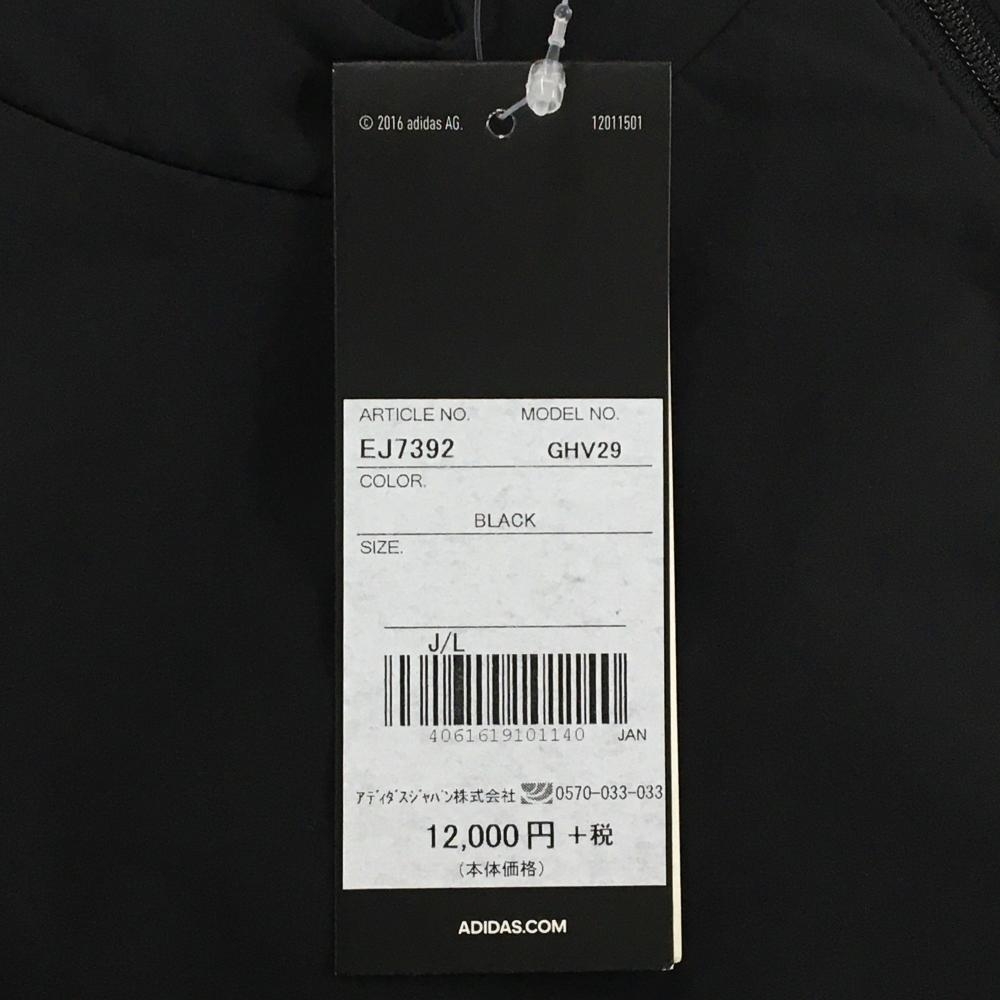 © 2016 adidas AG. 12011501
ARTICLE NO. MODEL NO.
EJ7392 GHV29
COLOR.
BLACK
SIZE.
J/L
4061619101140 JAN
ｱﾃﾞｨﾀﾞｽｼﾞｬﾊﾟﾝ株式会社 0570-033-033
12,000円 +税
(本体価格)
ADIDAS.COM